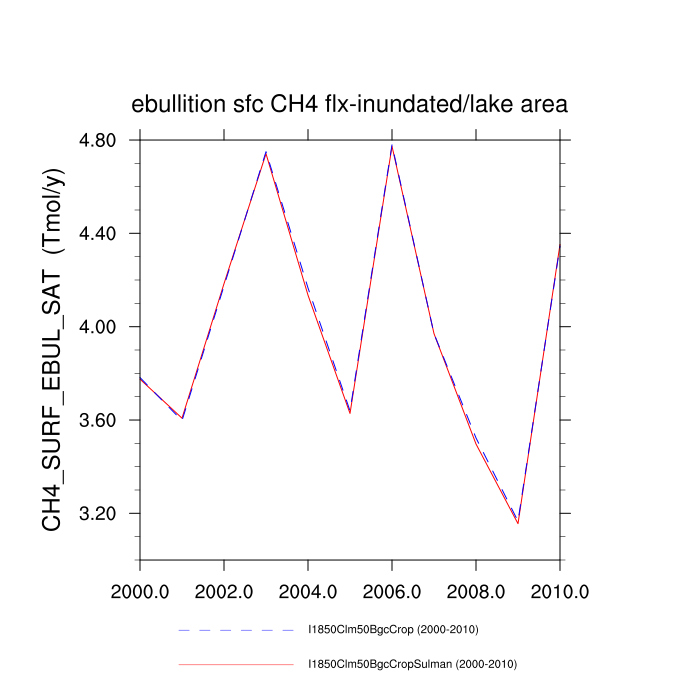 ebullition sfc CH4 flx-inundated/lake area
CH4_SURF_EBUL_SAT (Tmol/y)
4.80
4.40
4.00
3.60
3.20
2000.0 2002.0 2004.0 2006.0 2008.0 2010.0
I1850Clm50BgcCrop (2000-2010)
I1850Clm50BgcCropSulman (2000-2010)